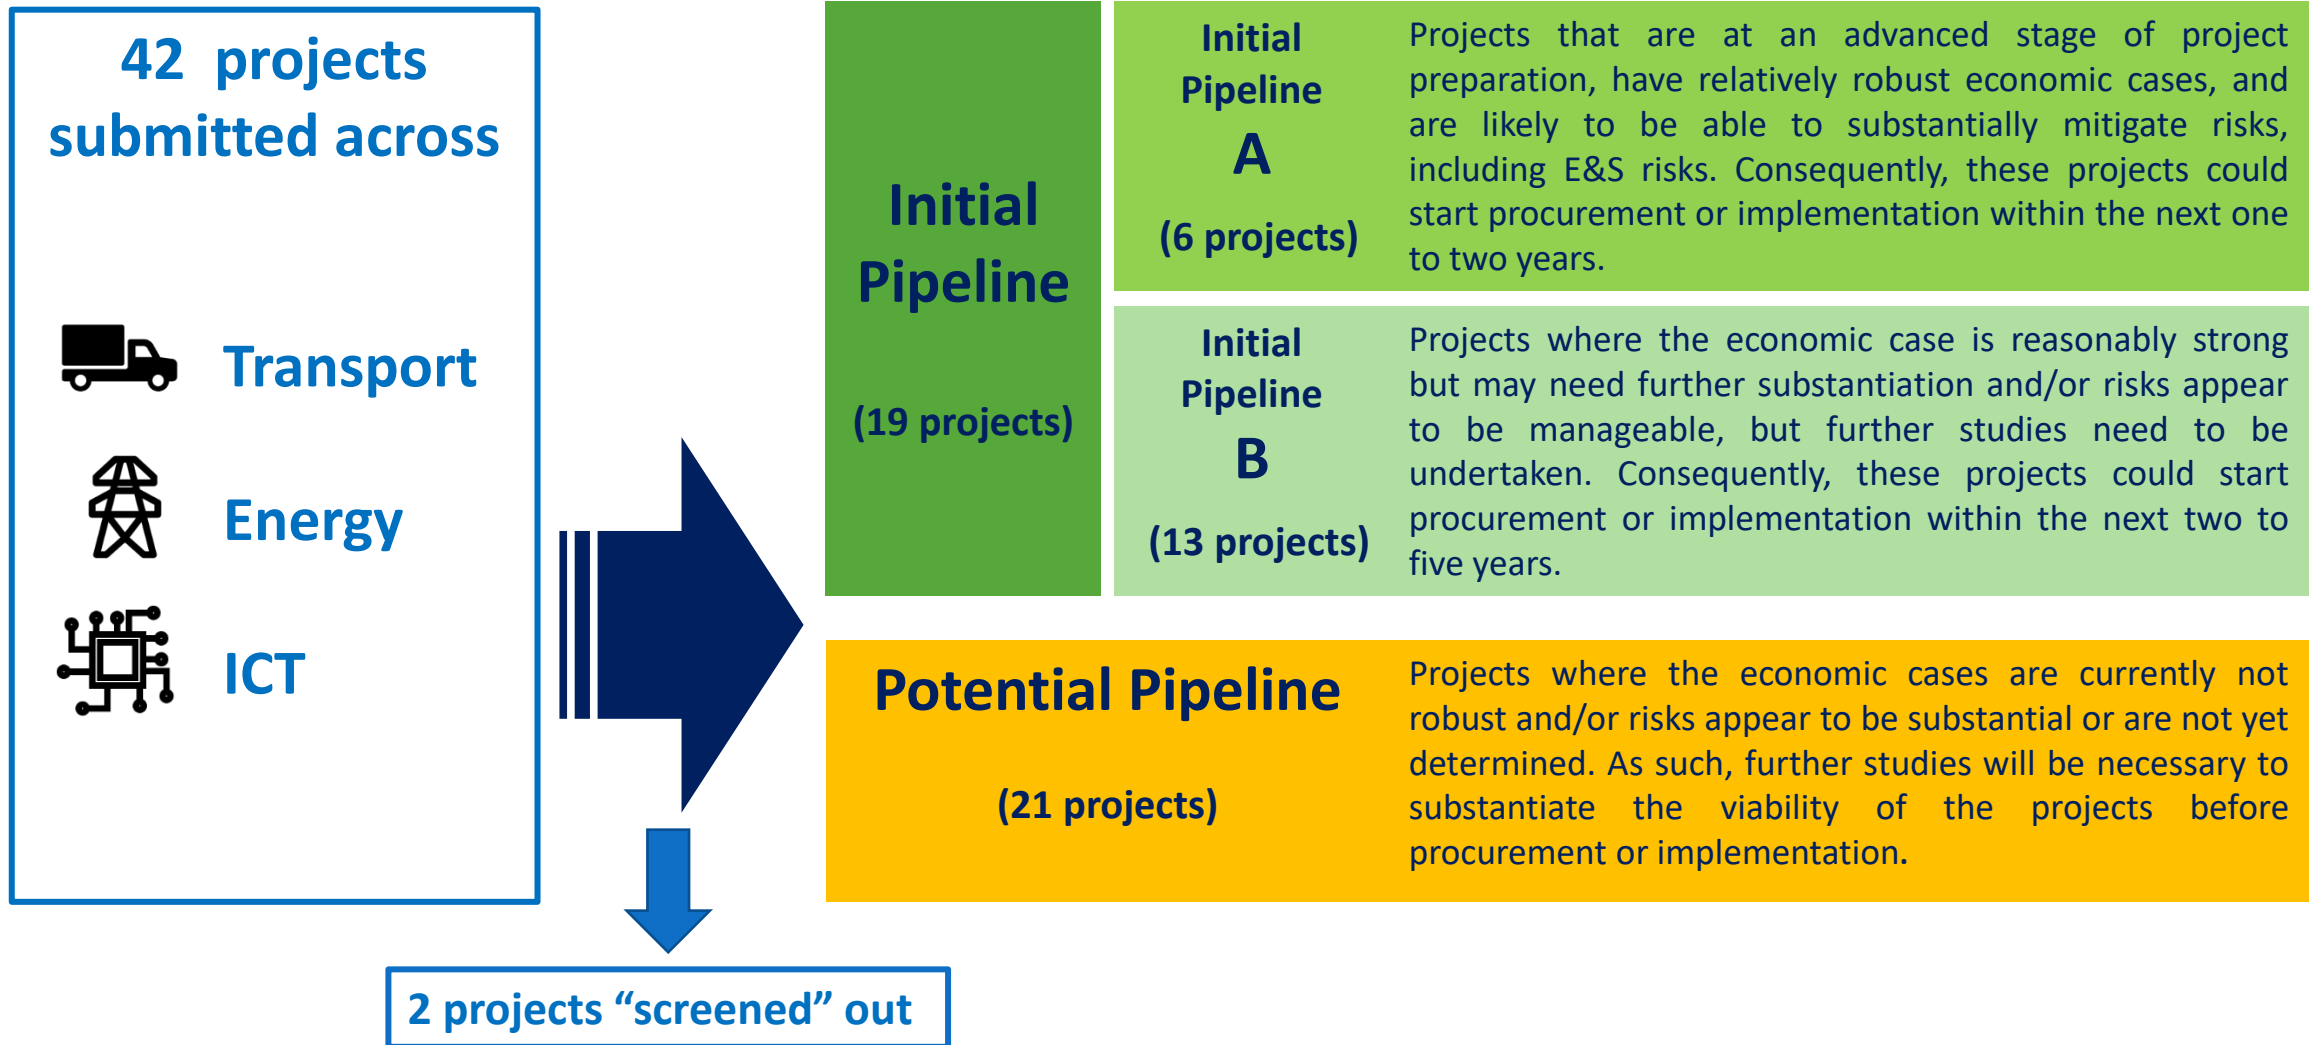 42 projects
submitted across
Transport
Energy
ICT
2 projects “screened” out
Initial
Pipeline
(19 projects)
Initial
Pipeline
A
(6 projects)
Projects that are at an advanced stage of project
preparation, have relatively robust economic cases, and
are likely to be able to substantially mitigate risks,
including E&S risks. Consequently, these projects could
start procurement or implementation within the next one
to two years.
Initial
Pipeline
B
(13 projects)
Projects where the economic case is reasonably strong
but may need further substantiation and/or risks appear
to be manageable, but further studies need to be
undertaken. Consequently, these projects could start
procurement or implementation within the next two to
five years.
Potential Pipeline
(21 projects)
Projects where the economic cases are currently not
robust and/or risks appear to be substantial or are not yet
determined. As such, further studies will be necessary to
substantiate the viability of the projects before
procurement or implementation.